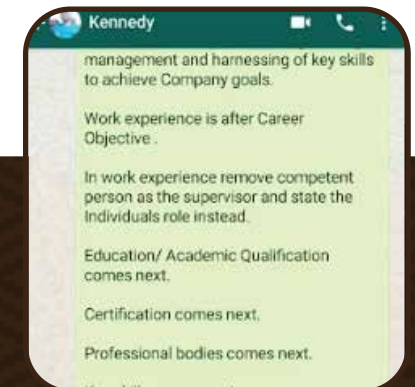 Kennedy
management and harnessing of key skills
to achieve Company goals.
Work experience is after Career
Objective .
In work experience remove competent
person as the supervisor and state the
Individuals role instead.
Education/ Academic Qualification
comes next.
Certification comes next.
Professional bodies comes next.